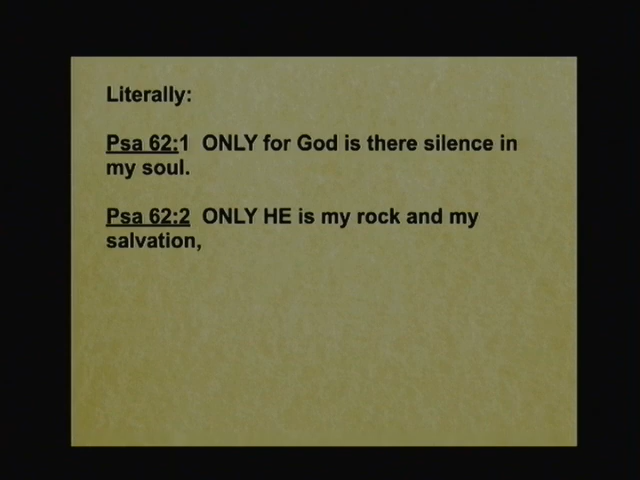 Literally:
Psa 62:1 ONLY for God is there silence in
my soul.
Psa 62:2 ONLY HE is my rock and my
salvation,